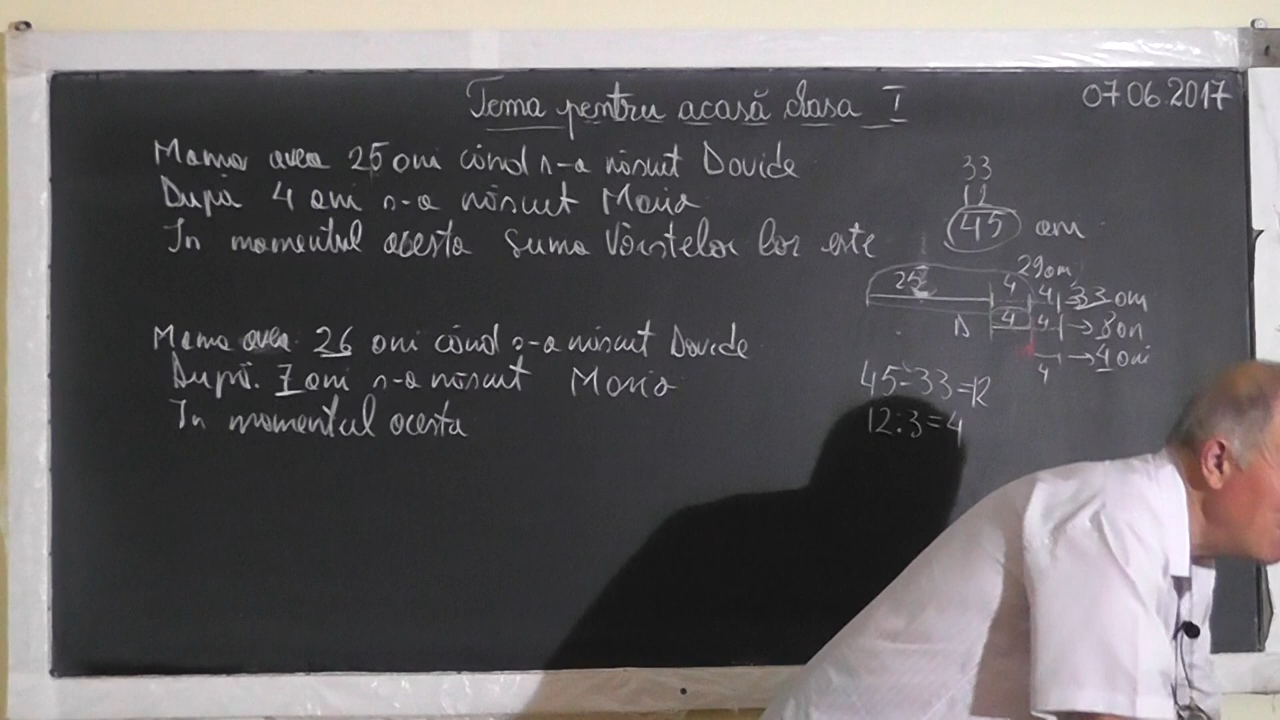 Tema pentru acasă clasa I
07.06.2017
Mama avea 25 ani când s-a născut Davide
După 4 ani s-a născut Maria
In momentul acesta suma vârstelor lor este 45 ani
33
12
25 4 29 ani
4 33 ani
D 4 4 → 8 ani
4 → 4 ani
45-33=12
12:3=4
Mama avea 26 ani când s-a născut Davide
După 7 ani s-a născut Maria
In momentul acesta